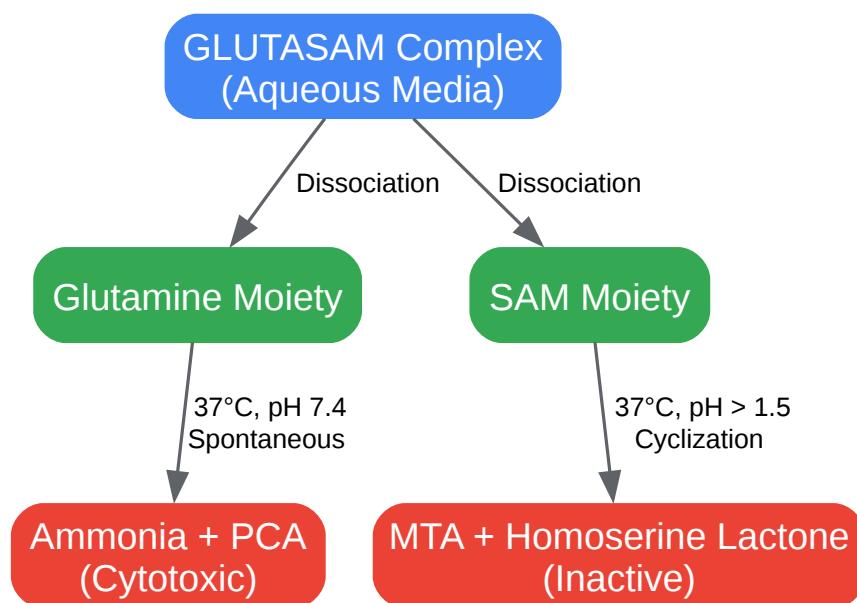 GLUTASAM Complex
(Aqueous Media)
Dissociation
Dissociation
Glutamine Moiety
SAM Moiety
37°C, pH 7.4
Spontaneous
37°C, pH > 1.5
Cyclization
Ammonia + PCA
(Cytotoxic)
MTA + Homoserine Lactone
(Inactive)